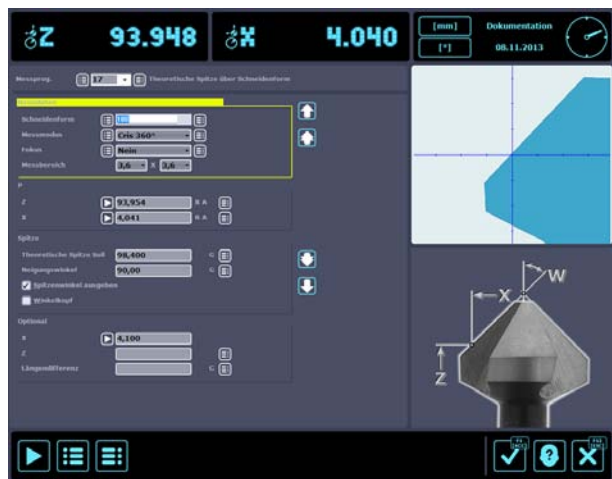 Z 93.948 X 4.040
[mm] Dokumentation
[°] 08.11.2013
Messprog. 17 Theoretische Spitze über Schneidenform
Schneidenform
Messmodus Cris 360°
Fokus Nein
Messbereich 3,6 X 3,6
P
Z 93,954
X 4,041
Spitze
Theoretische Spitze Soll 98,400 G
Neigungswinkel 90,00 G
Spitzenwinkel ausgeben
Winkelkopf
Optional
X 4,100
Z
Längendifferenz G
W
X
Z